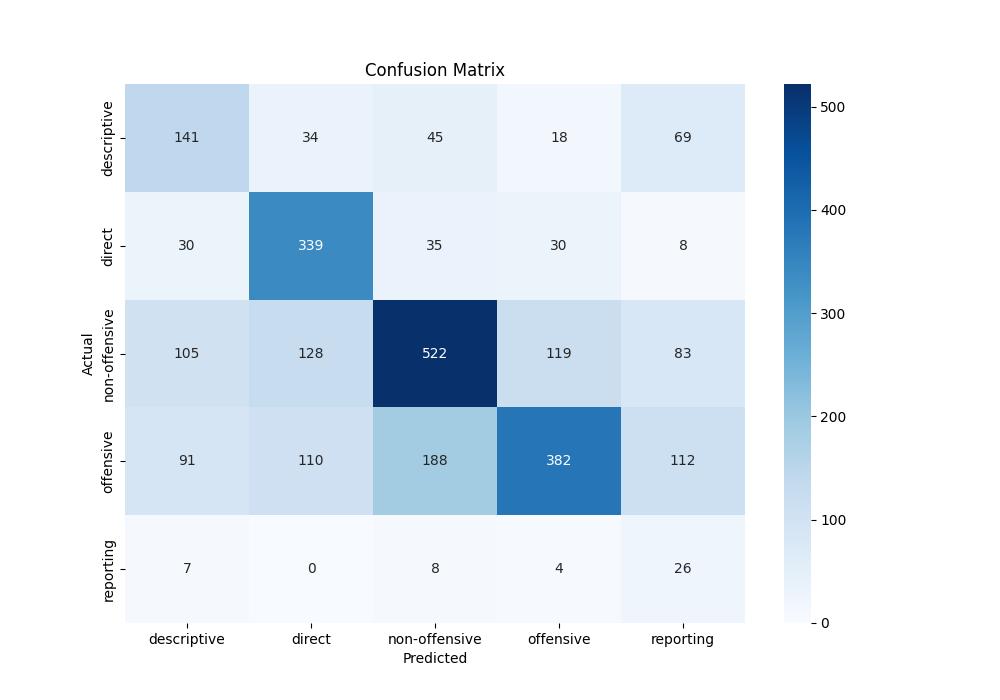 Confusion Matrix
Actual
descriptive 141 34 45 18 69
direct 30 339 35 30 8
non-offensive 105 128 522 119 83
offensive 91 110 188 382 112
reporting 7 0 8 4 26
descriptive direct non-offensive offensive reporting
Predicted
500
400
300
200
100
0